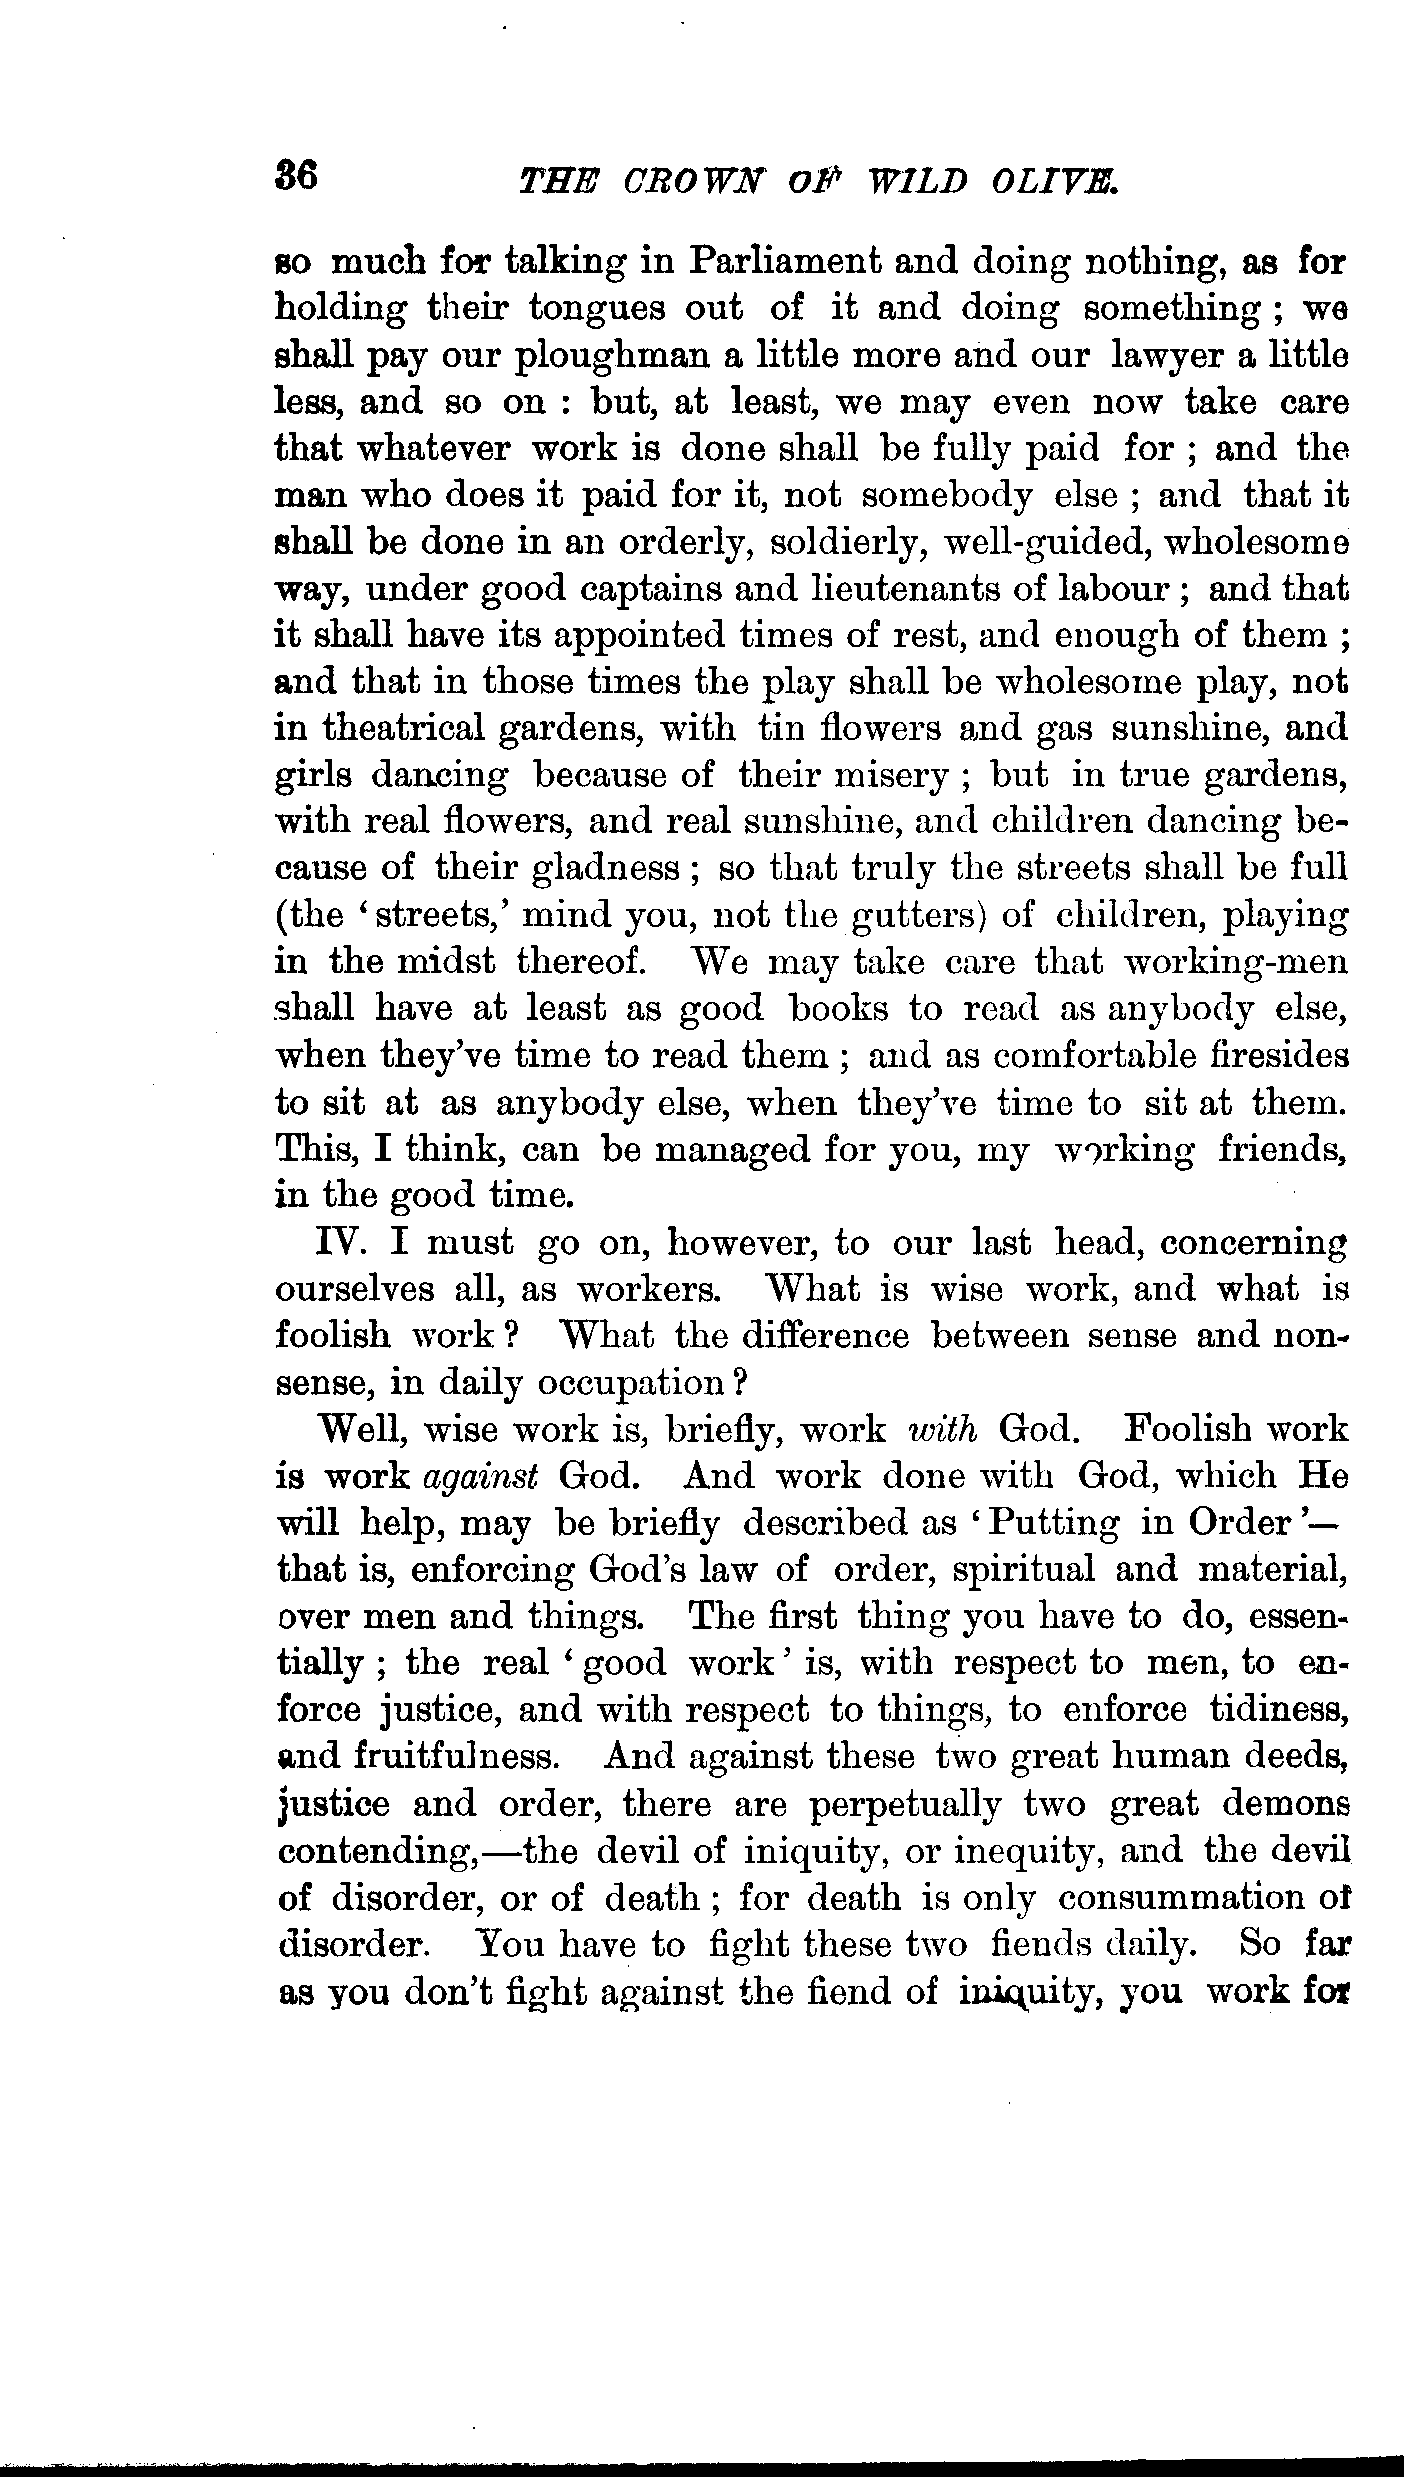 36 THE CROWN OF WILD OLIVE.
so much for talking in Parliament and doing nothing, as for
holding their tongues out of it and doing something ; we
shall pay our ploughman a little more and our lawyer a little
less, and so on : but, at least, we may even now take care
that whatever work is done shall be fully paid for ; and the
man who does it paid for it, not somebody else ; and that it
shall be done in an orderly, soldierly, well-guided, wholesome
way, under good captains and lieutenants of labour ; and that
it shall have its appointed times of rest, and enough of them ;
and that in those times the play shall be wholesome play, not
in theatrical gardens, with tin flowers and gas sunshine, and
girls dancing because of their misery ; but in true gardens,
with real flowers, and real sunshine, and children dancing be-
cause of their gladness ; so that truly the streets shall be full
(the ‘streets,’ mind you, not the gutters) of children, playing
in the midst thereof. We may take care that working-men
shall have at least as good books to read as anybody else,
when they’ve time to read them ; and as comfortable firesides
to sit at as anybody else, when they’ve time to sit at them.
This, I think, can be managed for you, my working friends,
in the good time.
IV. I must go on, however, to our last head, concerning
ourselves all, as workers. What is wise work, and what is
foolish work ? What the difference between sense and non-
sense, in daily occupation ?
Well, wise work is, briefly, work with God. Foolish work
is work against God. And work done with God, which He
will help, may be briefly described as ‘Putting in Order’—
that is, enforcing God’s law of order, spiritual and material,
over men and things. The first thing you have to do, essen-
tially ; the real ‘good work’ is, with respect to men, to en-
force justice, and with respect to things, to enforce tidiness,
and fruitfulness. And against these two great human deeds,
justice and order, there are perpetually two great demons
contending,—the devil of iniquity, or inequity, and the devil
of disorder, or of death ; for death is only consummation of
disorder. You have to fight these two fiends daily. So far
as you don’t fight against the fiend of iniquity, you work for